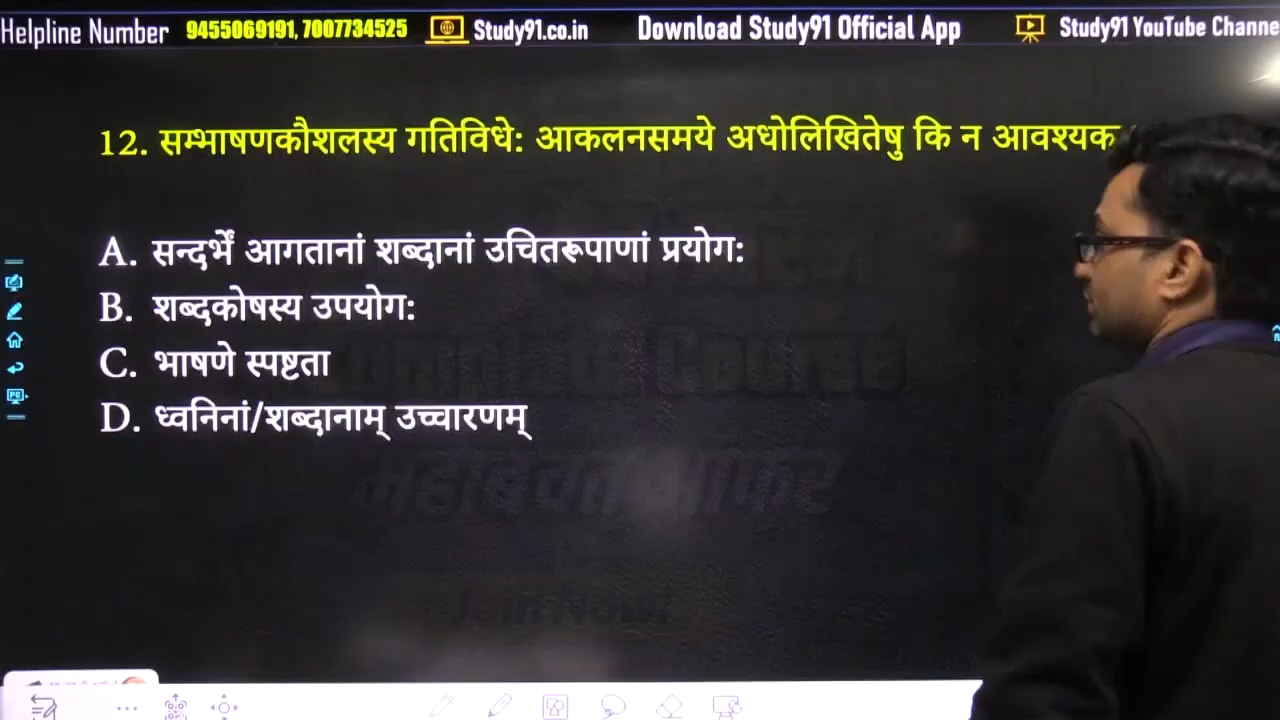 Helpline Number 9455069191, 7007734525 Study91.co.in Download Study91 Official App Study91 YouTube Channe
12. सम्भाषणकौशलस्य गतिविधे: आकलनसमये अधोलिखितेषु कि न आवश्यक
A. सन्दर्भें आगतानां शब्दानां उचितरूपाणां प्रयोग:
B. शब्दकोषस्य उपयोग:
C. भाषणे स्पष्टता
D. ध्वनिनां/शब्दानाम् उच्चारणम्